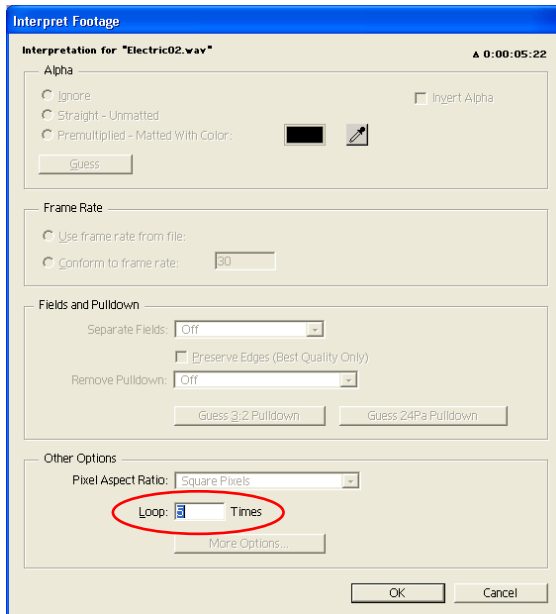 Interpret Footage
Interpretation for "Electric02.wav" Δ 0:00:05:22
Alpha
Ignore Invert Alpha
Straight - Unmatted
Premultiplied - Matted With Color:
Guess
Frame Rate
Use frame rate from file:
Conform to frame rate: 30
Fields and Pulldown
Separate Fields: Off
Preserve Edges (Best Quality Only)
Remove Pulldown: Off
Guess 3:2 Pulldown Guess 24Pa Pulldown
Other Options
Pixel Aspect Ratio: Square Pixels
Loop: 5 Times
More Options...
OK Cancel